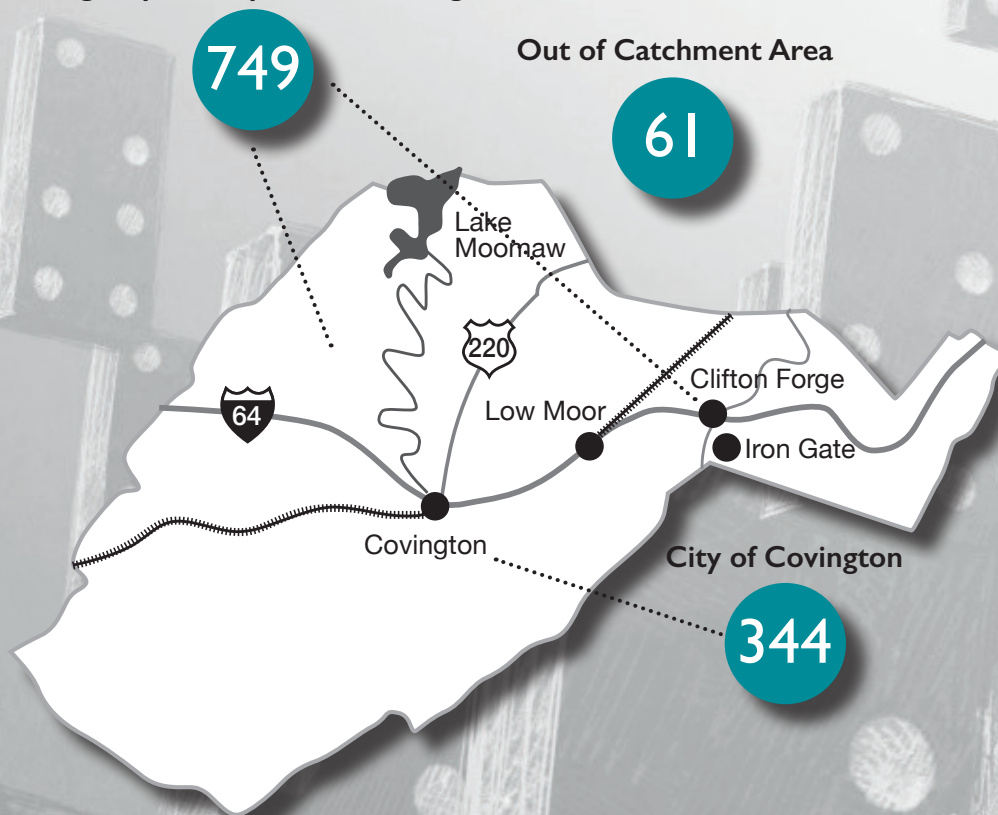 749
Out of Catchment Area
61
Lake
Moomaw
220
64
Clifton Forge
Low Moor
Iron Gate
Covington
City of Covington
344